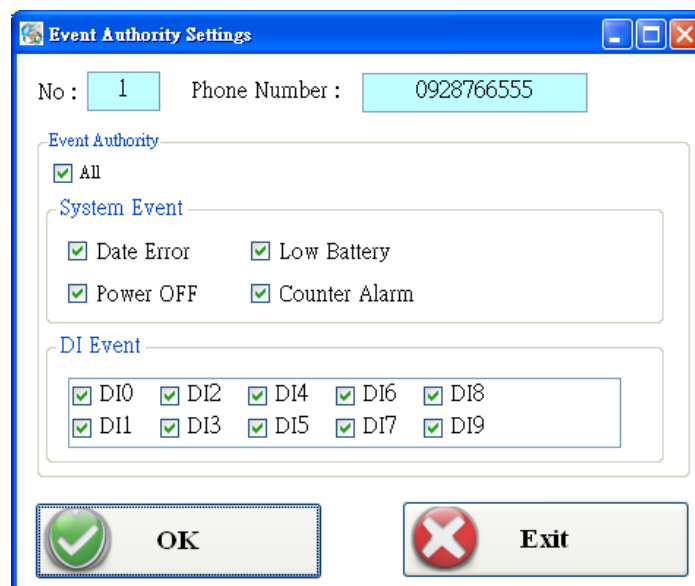 Event Authority Settings
No : 1 Phone Number : 0928766555
Event Authority
All
System Event
Date Error Low Battery
Power OFF Counter Alarm
DI Event
DI0 DI2 DI4 DI6 DI8
DI1 DI3 DI5 DI7 DI9
OK Exit